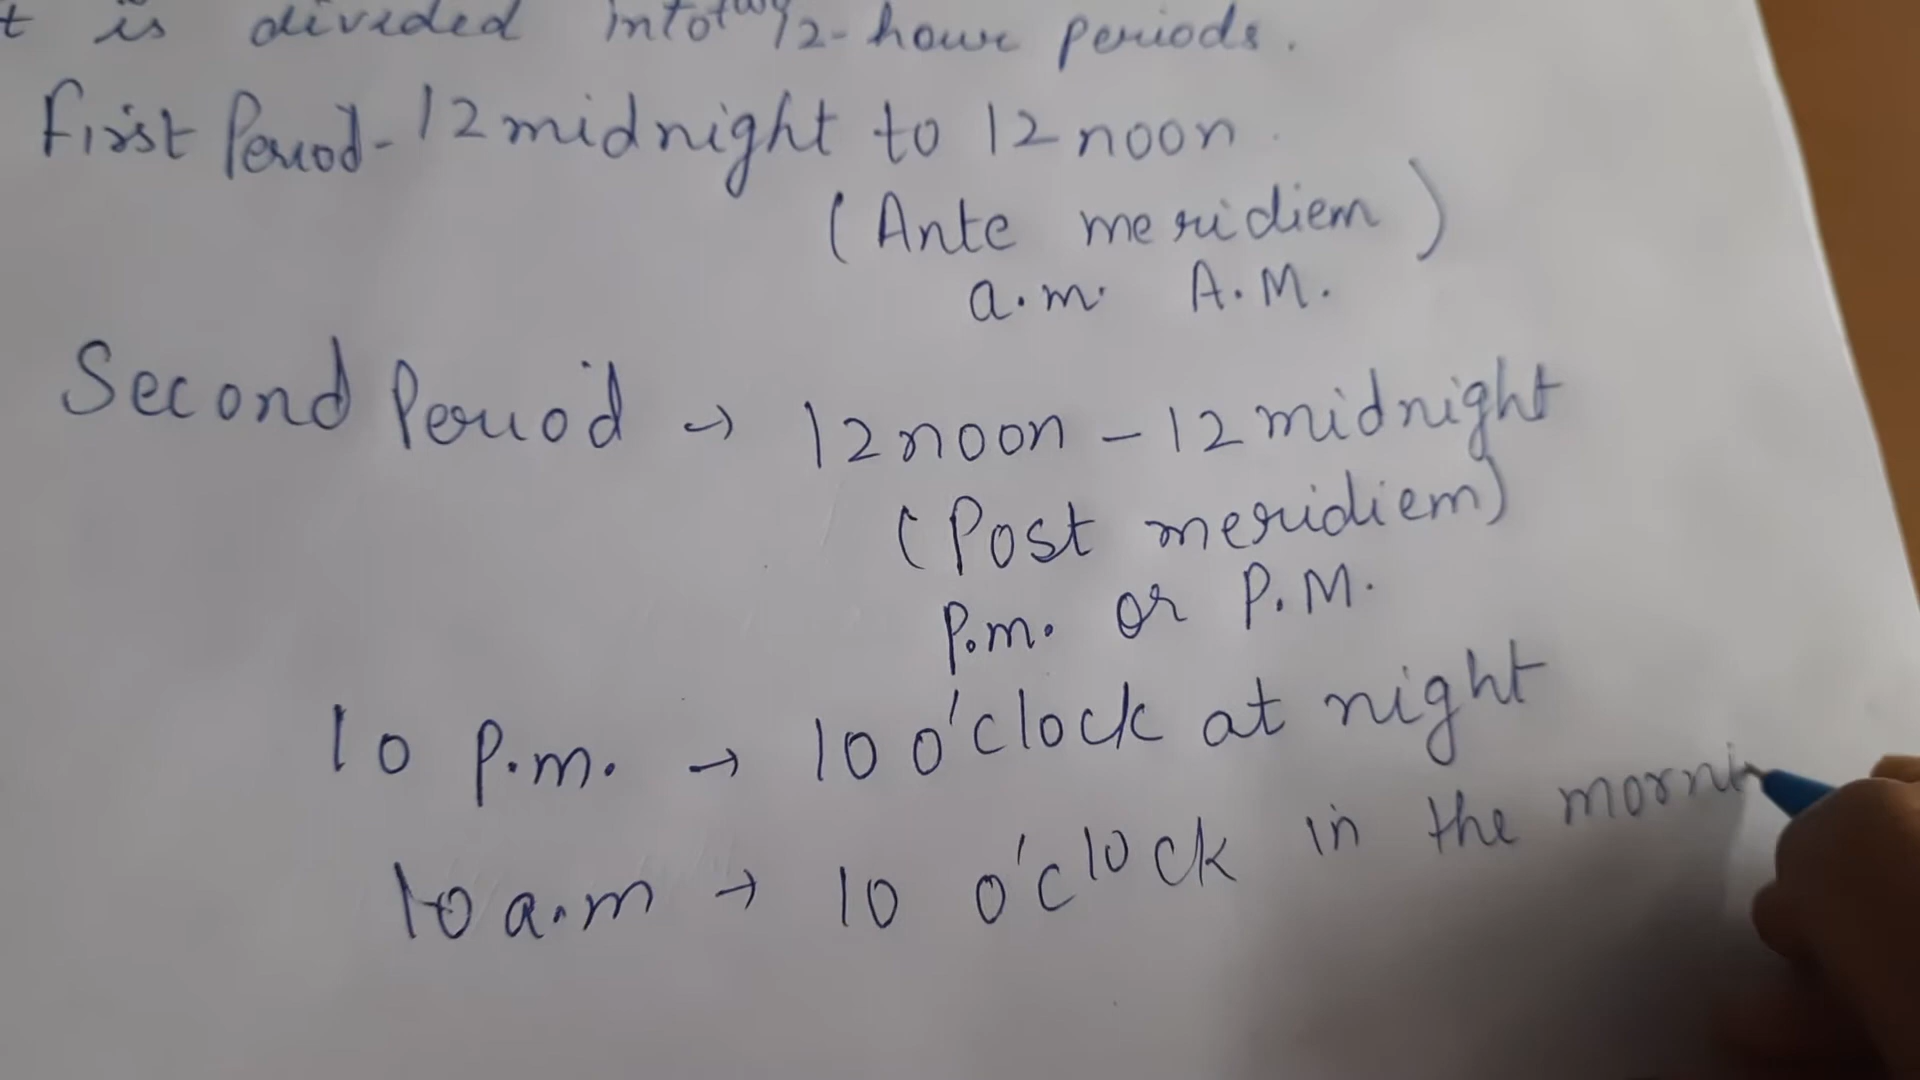 t is divided into two 12-hour periods.
First Period - 12 midnight to 12 noon.
(Ante meridiem)
a.m. A.M.
Second Period → 12 noon - 12 midnight
(Post meridiem)
P.m. or P.M.
10 P.m. → 10 o'clock at night
10 a.m → 10 o'clock in the morni